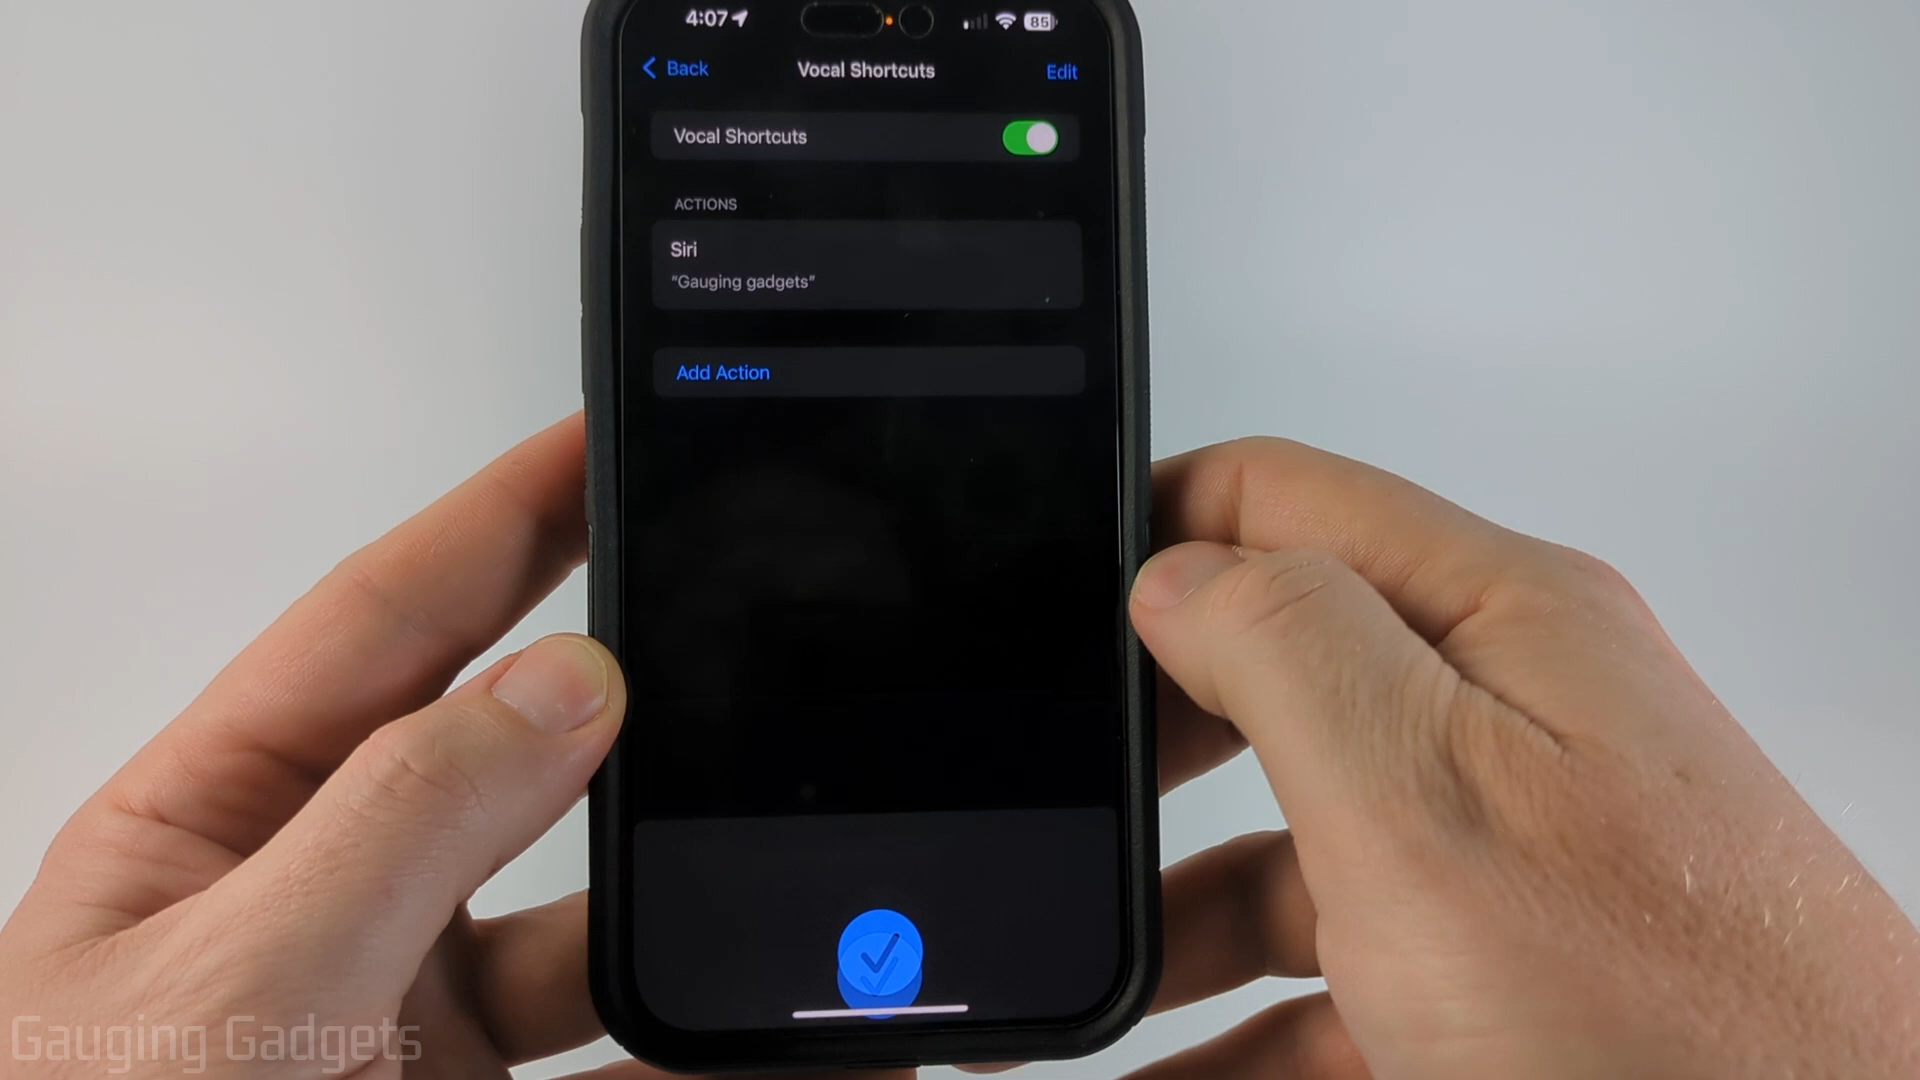 4:07
85
Back
Vocal Shortcuts
Edit
Vocal Shortcuts
ACTIONS
Siri
"Gauging gadgets"
Add Action
Gauging Gadgets